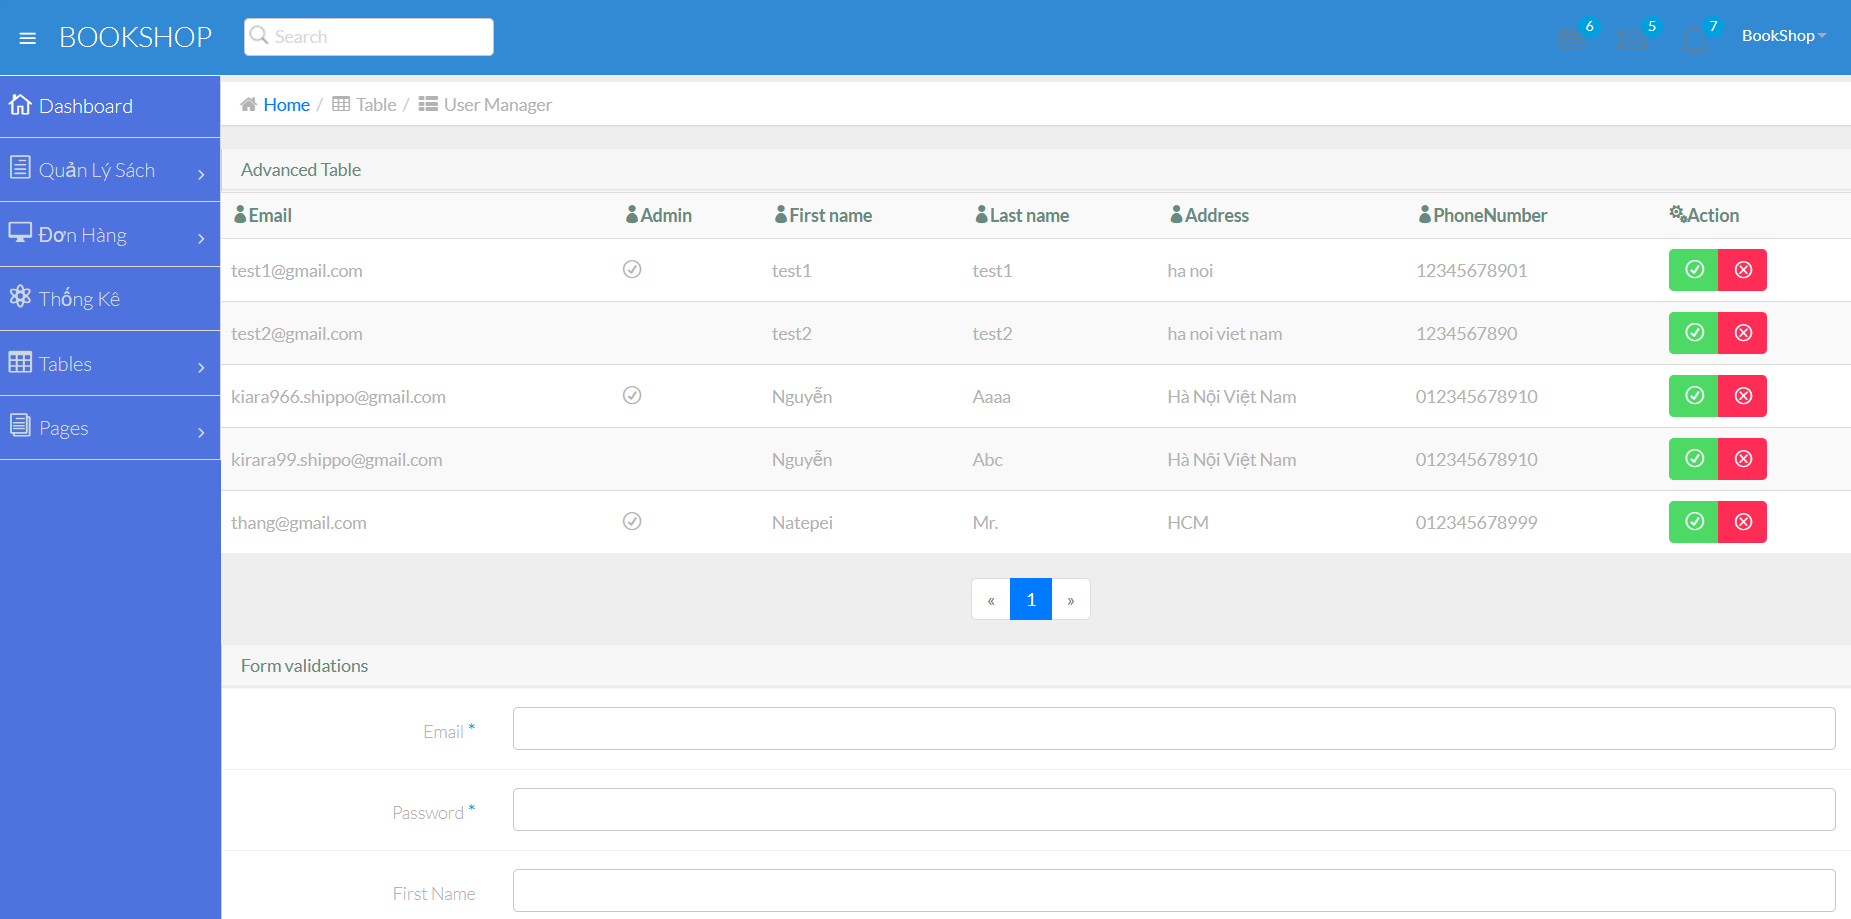 BOOKSHOP Search 6 5 7 BookShop
Dashboard
Quản Lý Sách
Đơn Hàng
Thống Kê
Tables
Pages
Home / Table / User Manager
Advanced Table
Email Admin First name Last name Address PhoneNumber Action
test1@gmail.com test1 test1 ha noi 12345678901
test2@gmail.com test2 test2 ha noi viet nam 1234567890
kiara966.shippo@gmail.com Nguyễn Aaaa Hà Nội Việt Nam 012345678910
kirara99.shippo@gmail.com Nguyễn Abc Hà Nội Việt Nam 012345678910
thang@gmail.com Natepei Mr. HCM 012345678999
« 1 »
Form validations
Email *
Password *
First Name